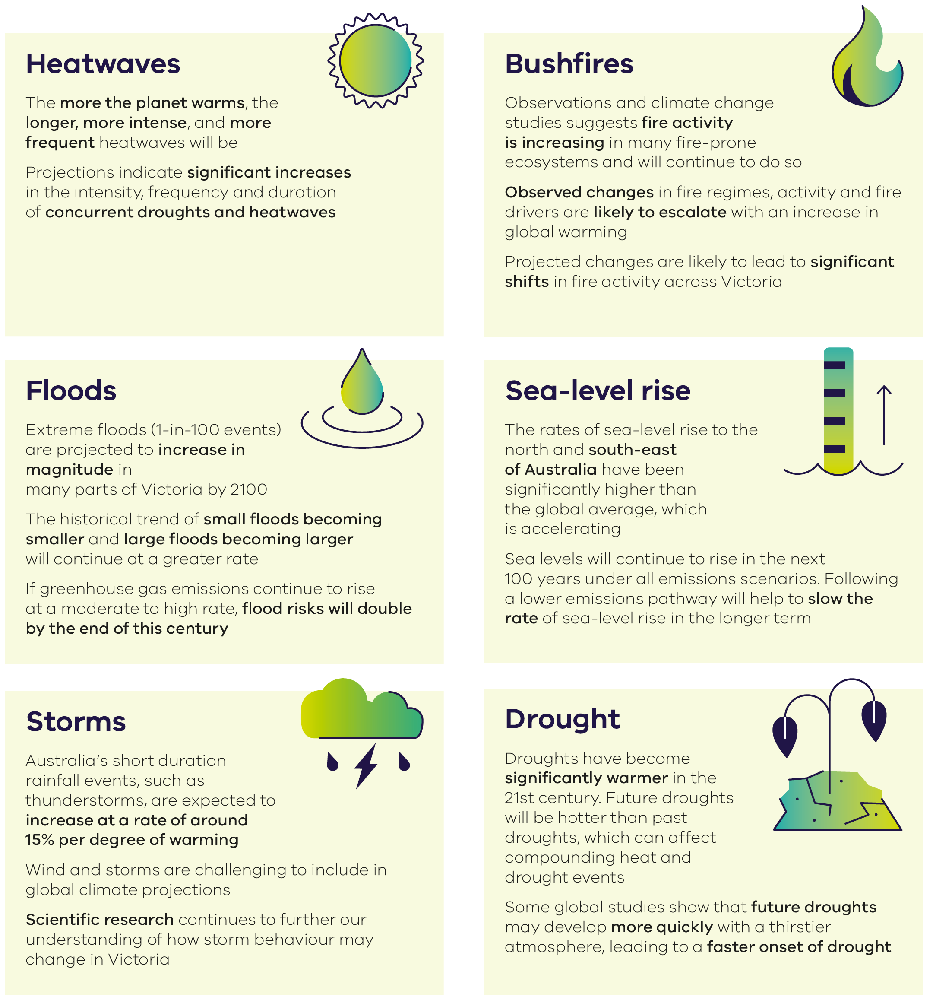 Heatwaves
The more the planet warms, the
longer, more intense, and more
frequent heatwaves will be
Projections indicate significant increases
in the intensity, frequency and duration
of concurrent droughts and heatwaves
Bushfires
Observations and climate change
studies suggests fire activity
is increasing in many fire-prone
ecosystems and will continue to do so
Observed changes in fire regimes, activity and fire
drivers are likely to escalate with an increase in
global warming
Projected changes are likely to lead to significant
shifts in fire activity across Victoria
Floods
Extreme floods (1-in-100 events)
are projected to increase in
magnitude in
many parts of Victoria by 2100
The historical trend of small floods becoming
smaller and large floods becoming larger
will continue at a greater rate
If greenhouse gas emissions continue to rise
at a moderate to high rate, flood risks will double
by the end of this century
Sea-level rise
The rates of sea-level rise to the
north and south-east
of Australia have been
significantly higher than
the global average, which
is accelerating
Sea levels will continue to rise in the next
100 years under all emissions scenarios. Following
a lower emissions pathway will help to slow the
rate of sea-level rise in the longer term
Storms
Australia’s short duration
rainfall events, such as
thunderstorms, are expected to
increase at a rate of around
15% per degree of warming
Wind and storms are challenging to include in
global climate projections
Scientific research continues to further our
understanding of how storm behaviour may
change in Victoria
Drought
Droughts have become
significantly warmer in the
21st century. Future droughts
will be hotter than past
droughts, which can affect
compounding heat and
drought events
Some global studies show that future droughts
may develop more quickly with a thirstier
atmosphere, leading to a faster onset of drought